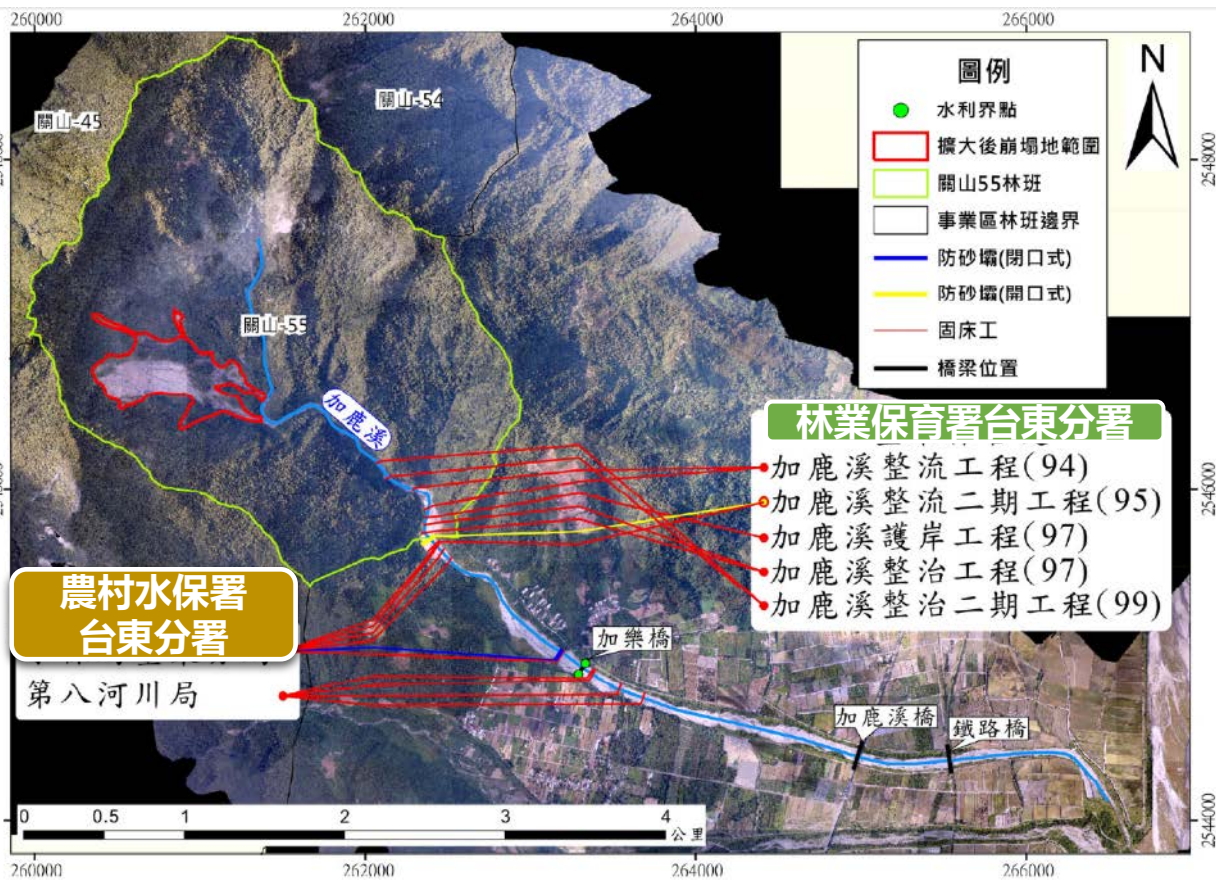 260000
262000
264000
266000
圖例
水利界點
擴大後崩塌地範圍
關山55林班
事業區林班邊界
防砂壩(閉口式)
防砂壩(開口式)
固床工
橋梁位置
N
2548000
關山-45
關山-54
關山-55
加鹿溪
林業保育署台東分署
加鹿溪整流工程(94)
加鹿溪整流二期工程(95)
加鹿溪護岸工程(97)
加鹿溪整治工程(97)
加鹿溪整治二期工程(99)
2546000
農村水保署
台東分署
第八河川局
加樂橋
加鹿溪橋
鐵路橋
0 0.5 1 2 3 4
公里
2544000
260000
262000
264000
266000